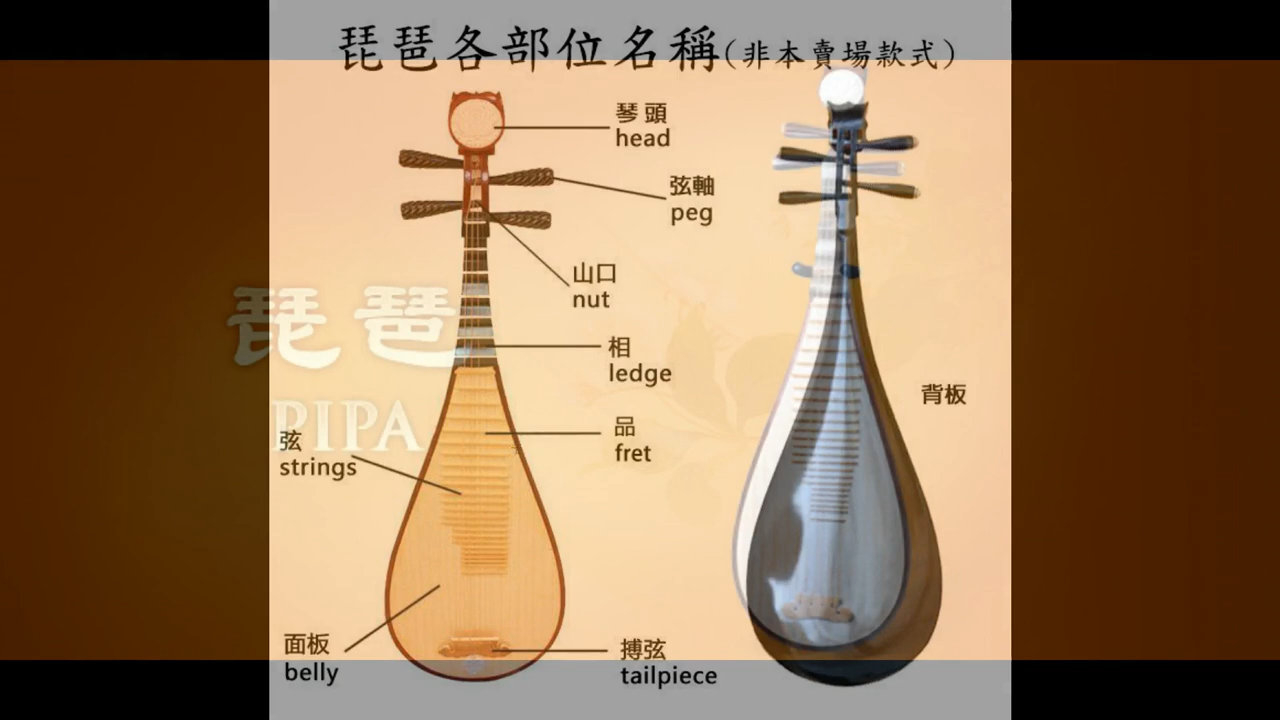 琵琶各部位名稱(非本賣場款式)
琴頭
head
弦軸
peg
山口
nut
琵琶
PIPA
相
ledge
背板
品
fret
弦
strings
面板
belly
搏弦
tailpiece